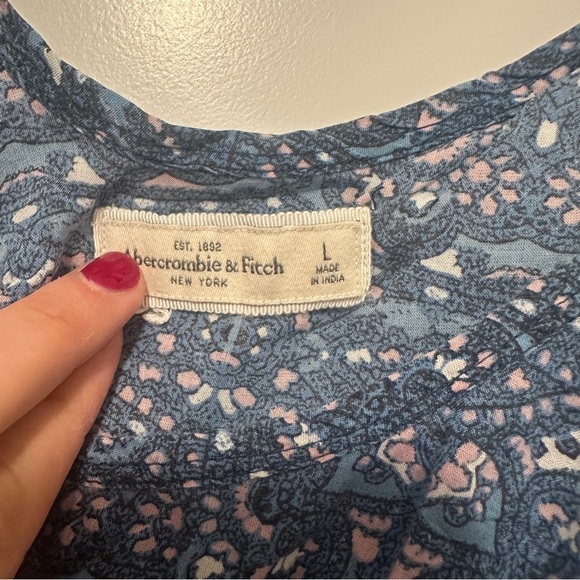 EST. 1892
Abercrombie & Fitch
NEW YORK
L
MADE
IN INDIA